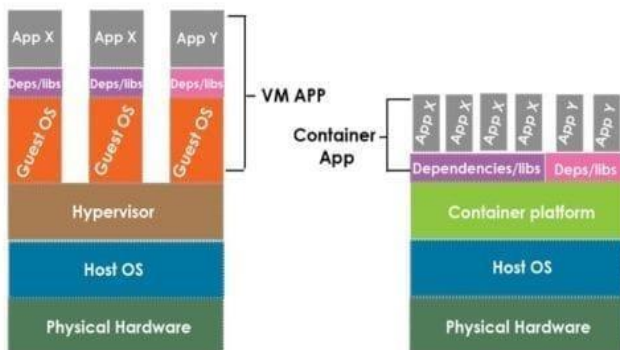 App X
App X
App Y
Deps/libs
Deps/libs
Deps/libs
Guest OS
Guest OS
Guest OS
VM APP
Hypervisor
Host OS
Physical Hardware
Container
App
App X
App X
App X
App X
App Y
App Y
Dependencies/libs
Deps/libs
Container platform
Host OS
Physical Hardware